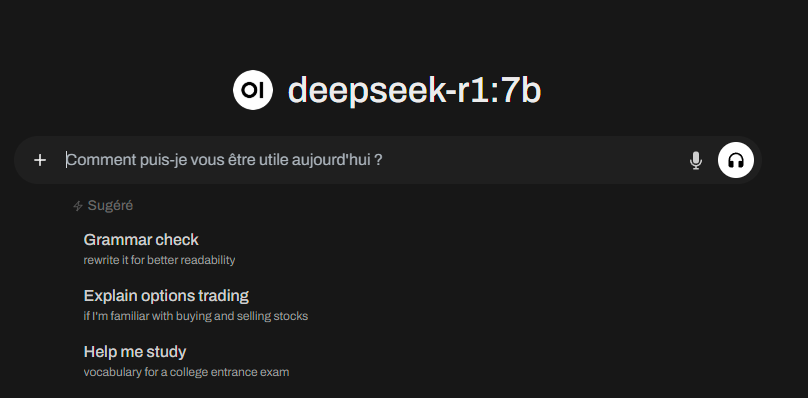 OI deepseek-r1:7b
Comment puis-je vous être utile aujourd'hui ?
Sugéré
Grammar check
rewrite it for better readability
Explain options trading
if I'm familiar with buying and selling stocks
Help me study
vocabulary for a college entrance exam